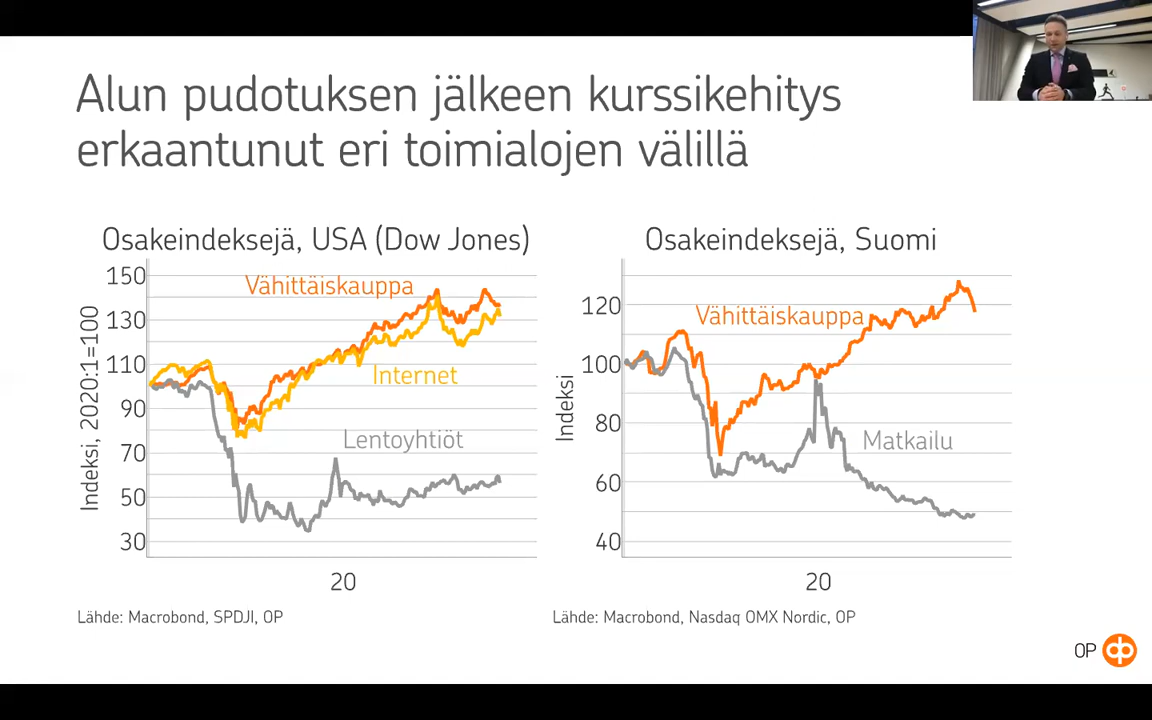 Alun pudotuksen jälkeen kurssikehitys
erkaantunut eri toimialojen välillä
Osakeindeksejä, USA (Dow Jones)
Indeksi, 2020:1=100
150
130
110
90
70
50
30
Vähittäiskauppa
Internet
Lentoyhtiöt
20
Lähde: Macrobond, SPDJI, OP
Osakeindeksejä, Suomi
Indeksi
120
100
80
60
40
Vähittäiskauppa
Matkailu
20
Lähde: Macrobond, Nasdaq OMX Nordic, OP
OP